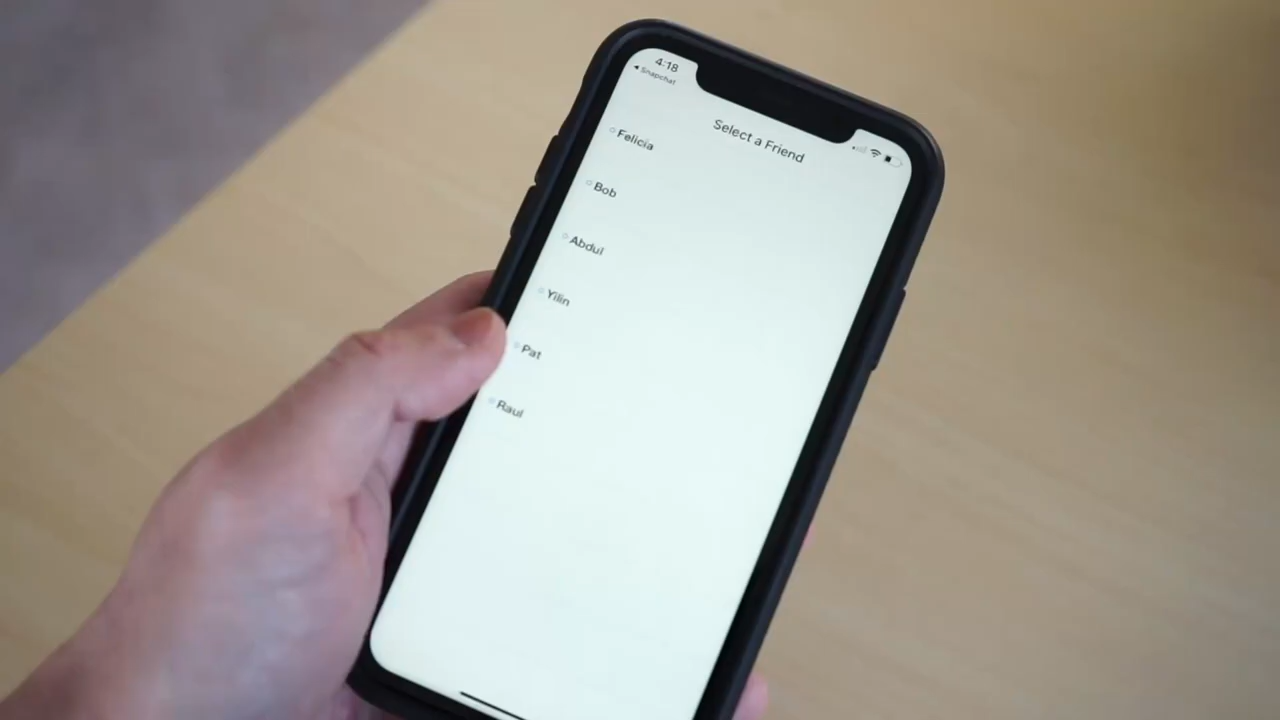 4:18
◂ Snapchat
Select a Friend
Felicia
Bob
Abdul
Yilin
Pat
Raul